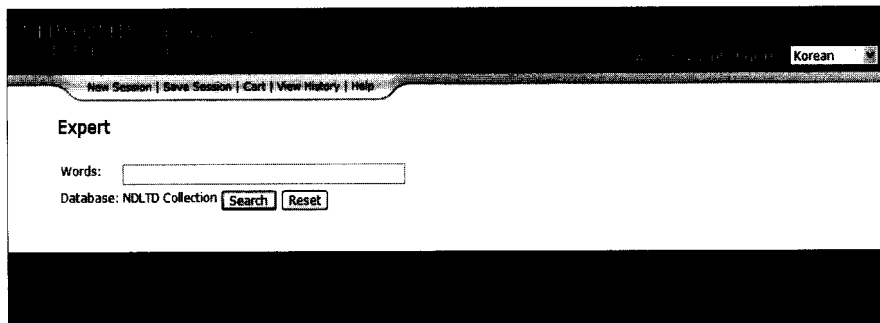 Korean
New Session | Save Session | Cart | View History | Help
Expert
Words:
Database: NDLTD Collection Search Reset